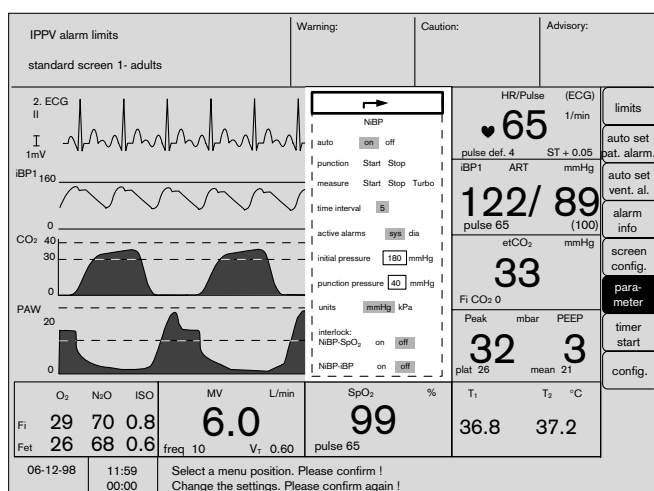 IPPV alarm limits
standard screen 1- adults
Warning:
Caution:
Advisory:
2. ECG
II
I
1mV
iBP1
160
0
CO₂
40
30
0
PAW
20
0
NiBP
auto on off
punction Start Stop
measure Start Stop Turbo
time interval 5
active alarms sys dia
initial pressure 180 mmHg
punction pressure 40 mmHg
units mmHg kPa
interlock:
NiBP-SpO₂ on off
NiBP-iBP on off
HR/Pulse (ECG)
65 1/min
pulse def. 4 ST + 0.05
iBP1 ART mmHg
122/ 89
pulse 65 (100)
etCO₂ mmHg
33
Fi CO₂ 0
Peak mbar PEEP
32 3
plat 26 mean 21
limits
auto set
pat. alarm.
auto set
vent. al.
alarm
info
screen
config.
para-
meter
timer
start
config.
O₂ N₂O ISO
Fi 29 70 0.8
Fet 26 68 0.6
MV L/min
6.0
freq 10 V₁ 0.60
SpO₂ %
99
pulse 65
T₁ T₂ °C
36.8 37.2
06-12-98
11:59
00:00
Select a menu position. Please confirm !
Change the settings. Please confirm again !